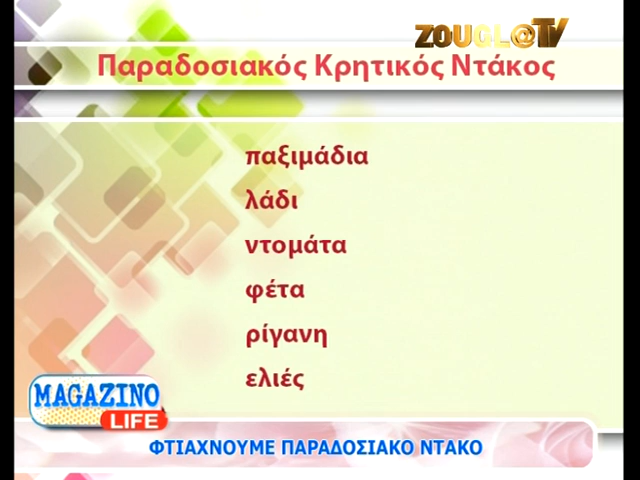 ZOUGL@TV
Παραδοσιακός Κρητικός Ντάκος
παξιμάδια
λάδι
ντομάτα
φέτα
ρίγανη
ελιές
MAGAZINO
LIFE
ΦΤΙΑΧΝΟΥΜΕ ΠΑΡΑΔΟΣΙΑΚΟ ΝΤΑΚΟ